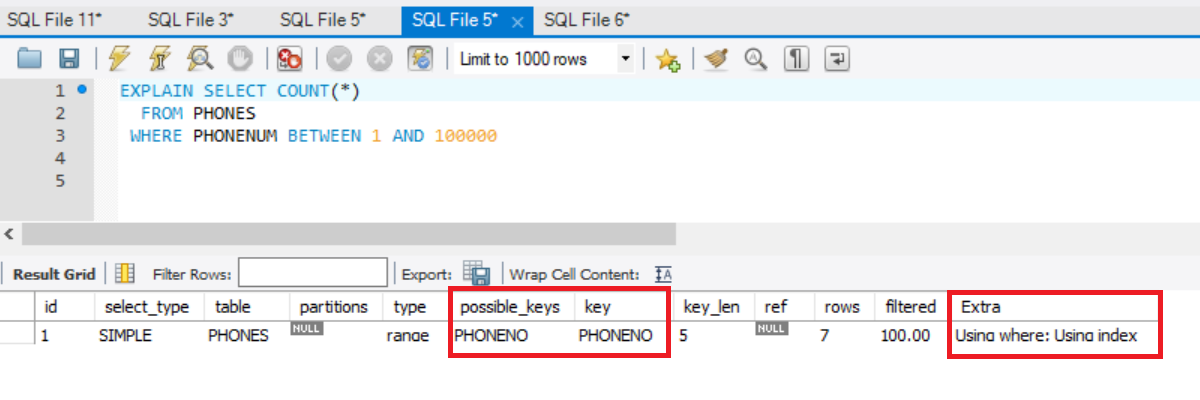 SQL File 11* SQL File 3* SQL File 5* SQL File 5* × SQL File 6*
Limit to 1000 rows
1 EXPLAIN SELECT COUNT(*)
2 FROM PHONES
3 WHERE PHONENUM BETWEEN 1 AND 100000
4
5
Result Grid Filter Rows: Export: Wrap Cell Content:
id select_type table partitions type possible_keys key key_len ref rows filtered Extra
1 SIMPLE PHONES NULL range PHONENO PHONENO 5 NULL 7 100.00 Using where; Using index